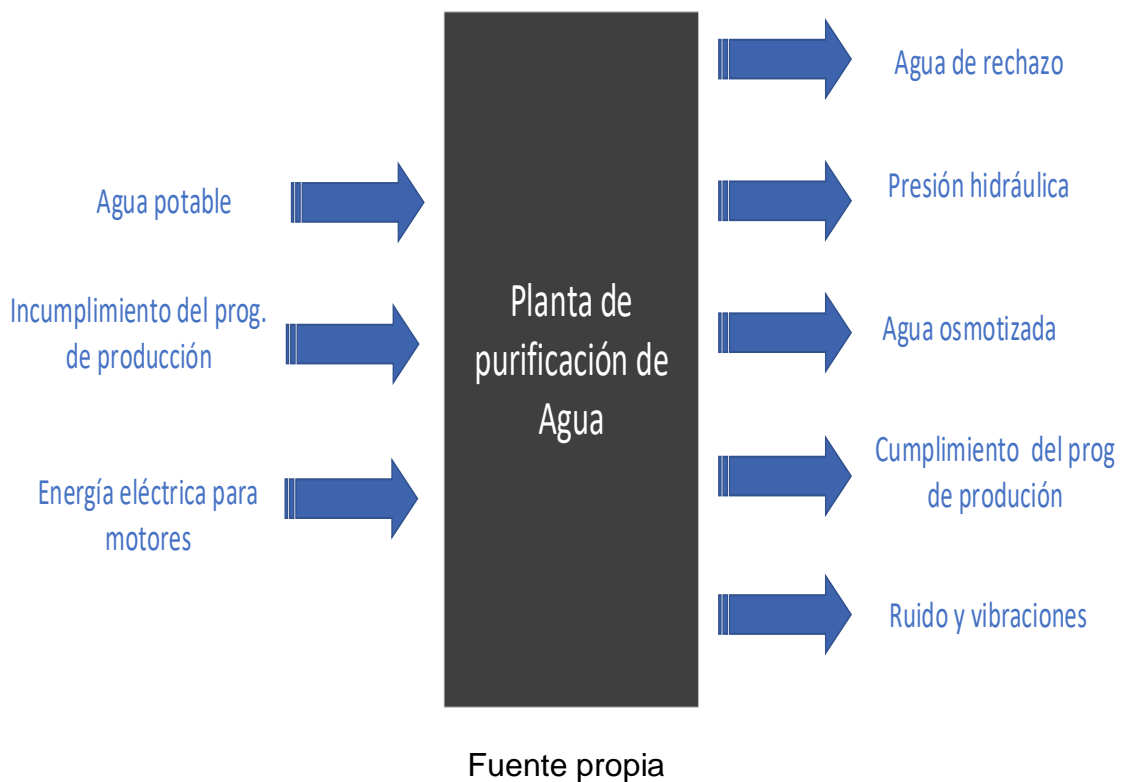 Agua potable
Incumplimiento del prog.
de producción
Energía eléctrica para
motores
Planta de
purificación de
Agua
Agua de rechazo
Presión hidráulica
Agua osmotizada
Cumplimiento del prog
de produción
Ruido y vibraciones
Fuente propia